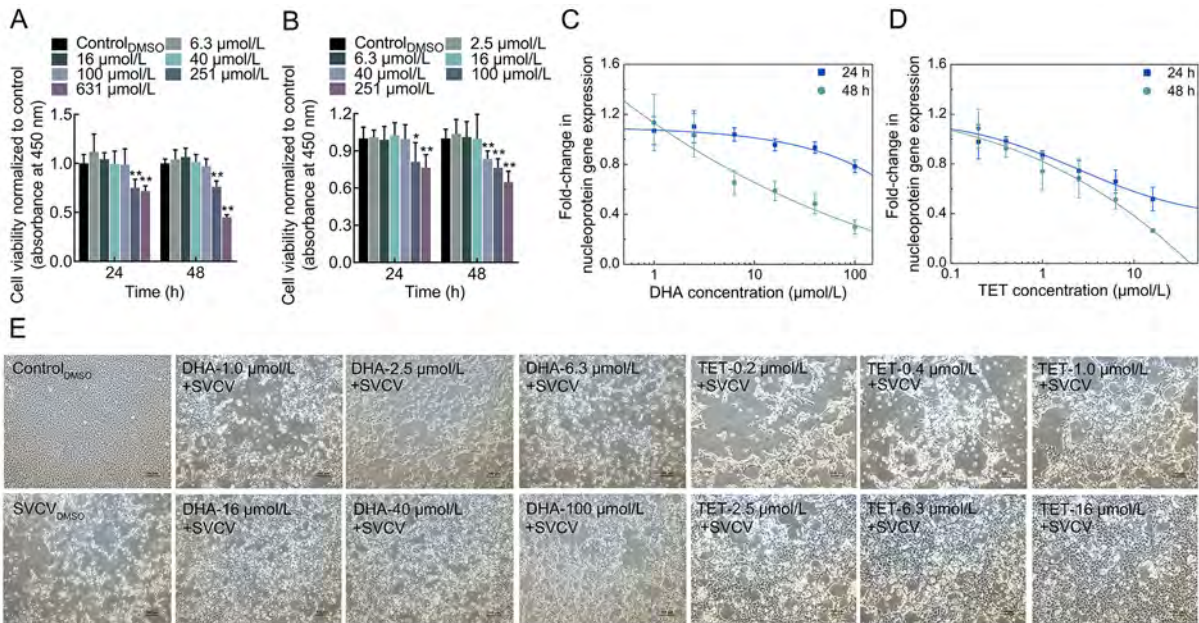 A
Control DMSO
6.3 µmol/L
16 µmol/L
40 µmol/L
100 µmol/L
251 µmol/L
631 µmol/L
Cell viability normalized to control
(absorbance at 450 nm)
1.5
1.0
0.5
0.0
**
**
**
**
24
48
Time (h)
B
Control DMSO
2.5 µmol/L
6.3 µmol/L
16 µmol/L
40 µmol/L
100 µmol/L
251 µmol/L
Cell viability normalized to control
(absorbance at 450 nm)
1.2
0.9
0.6
0.3
0.0
*
**
**
**
**
24
48
Time (h)
C
Fold-change in
nucleoprotein gene expression
1.6
1.2
0.8
0.4
0.0
24 h
48 h
1
10
100
DHA concentration (µmol/L)
D
Fold-change in
nucleoprotein gene expression
1.6
1.2
0.8
0.4
0.0
24 h
48 h
0.1
1
10
TET concentration (µmol/L)
E
Control DMSO
DHA-1.0 µmol/L
+SVCV
DHA-2.5 µmol/L
+SVCV
DHA-6.3 µmol/L
+SVCV
TET-0.2 µmol/L
+SVCV
TET-0.4 µmol/L
+SVCV
TET-1.0 µmol/L
+SVCV
SVCV DMSO
DHA-16 µmol/L
+SVCV
DHA-40 µmol/L
+SVCV
DHA-100 µmol/L
+SVCV
TET-2.5 µmol/L
+SVCV
TET-6.3 µmol/L
+SVCV
TET-16 µmol/L
+SVCV